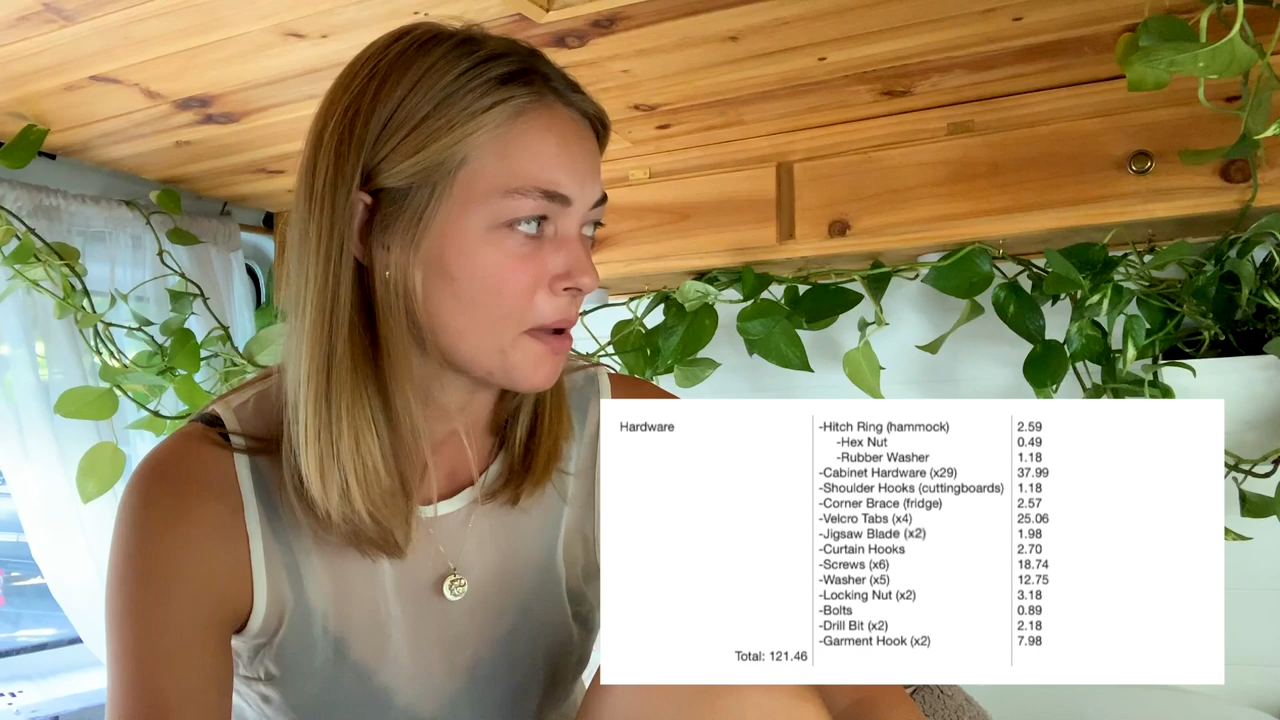 Hardware
-Hitch Ring (hammock) 2.59
-Hex Nut 0.49
-Rubber Washer 1.18
-Cabinet Hardware (x29) 37.99
-Shoulder Hooks (cuttingboards) 1.18
-Corner Brace (fridge) 2.57
-Velcro Tabs (x4) 25.06
-Jigsaw Blade (x2) 1.98
-Curtain Hooks 2.70
-Screws (x6) 18.74
-Washer (x5) 12.75
-Locking Nut (x2) 3.18
-Bolts 0.89
-Drill Bit (x2) 2.18
-Garment Hook (x2) 7.98
Total: 121.46